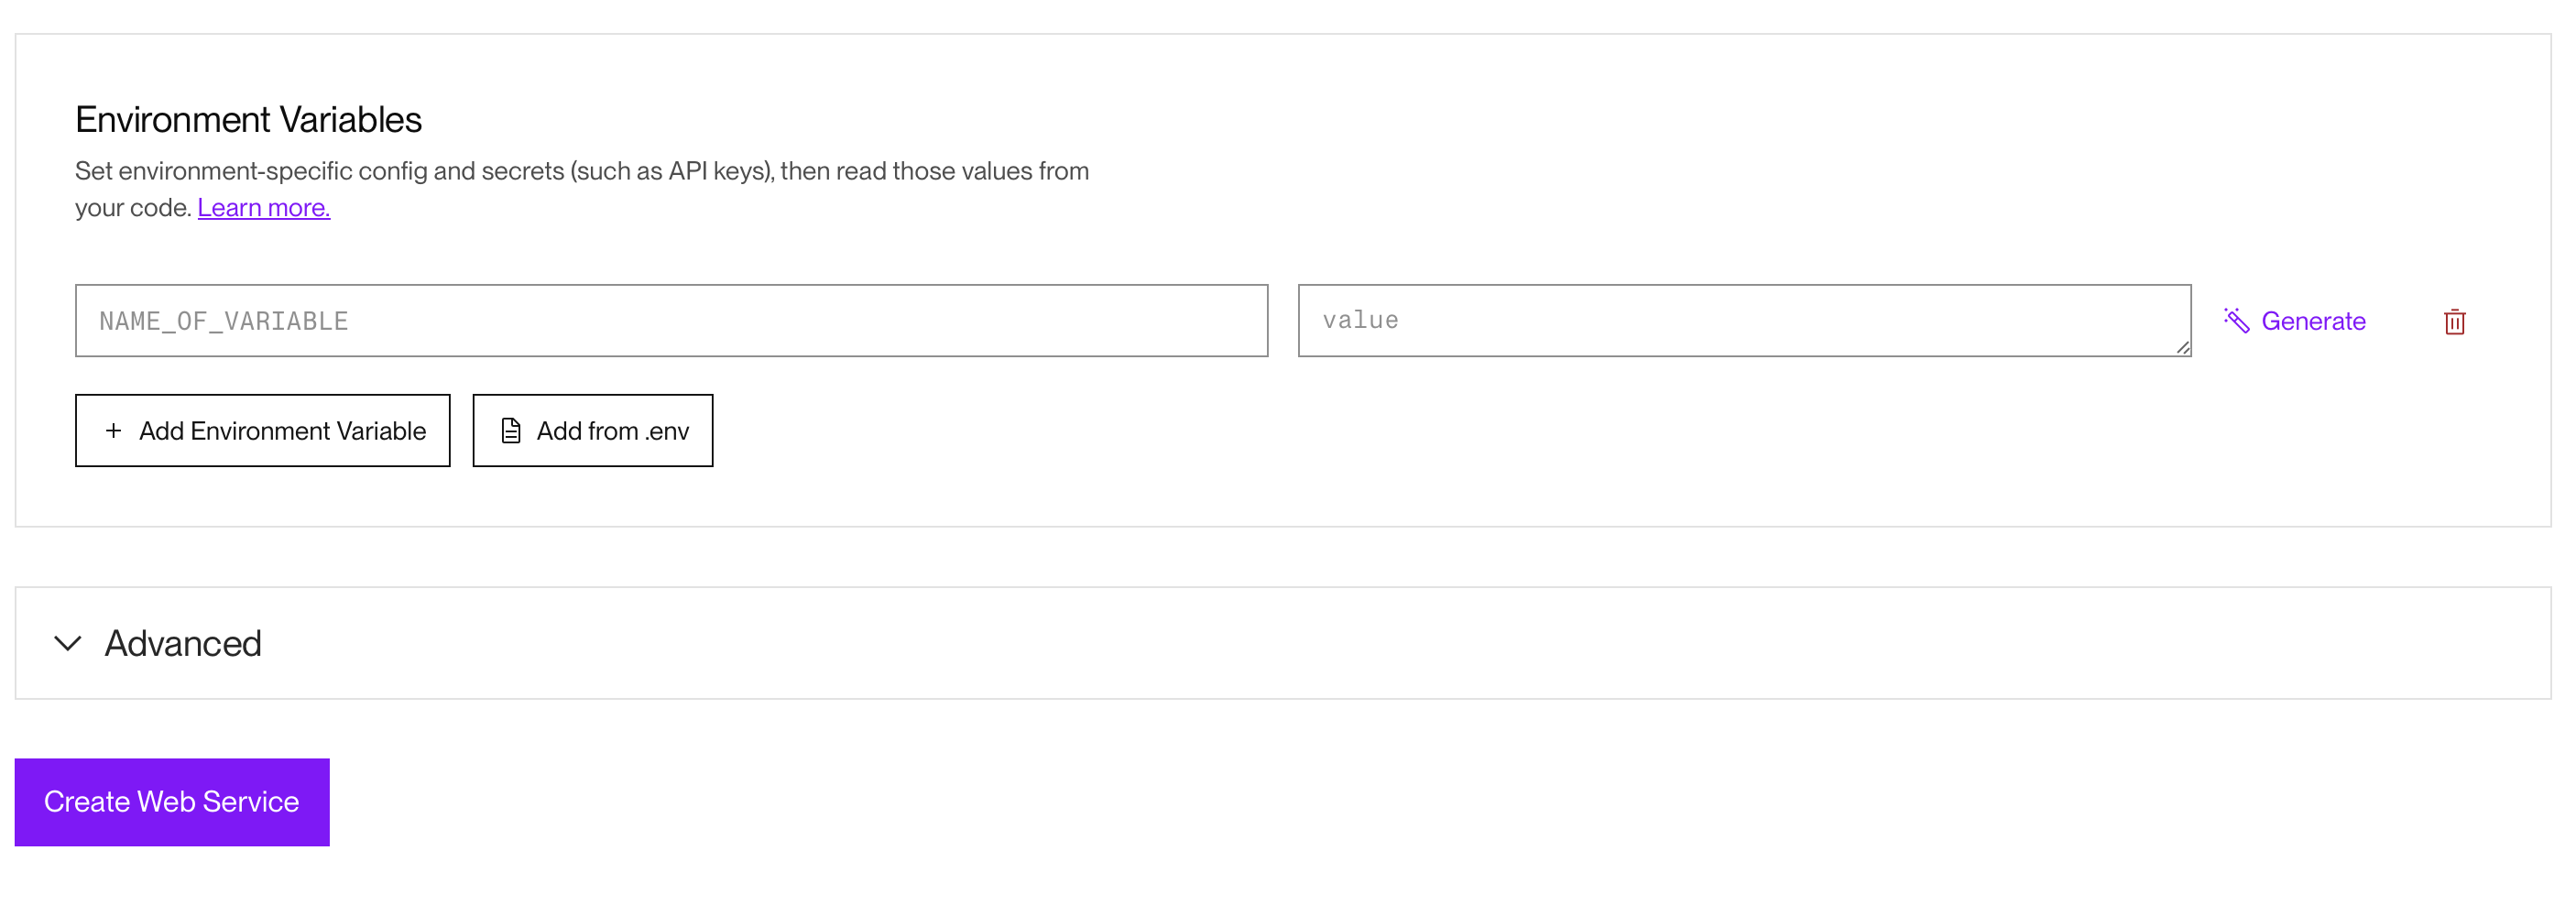 Environment Variables
Set environment-specific config and secrets (such as API keys), then read those values from
your code. Learn more.
NAME_OF_VARIABLE
value
Generate
+ Add Environment Variable
Add from .env
Advanced
Create Web Service